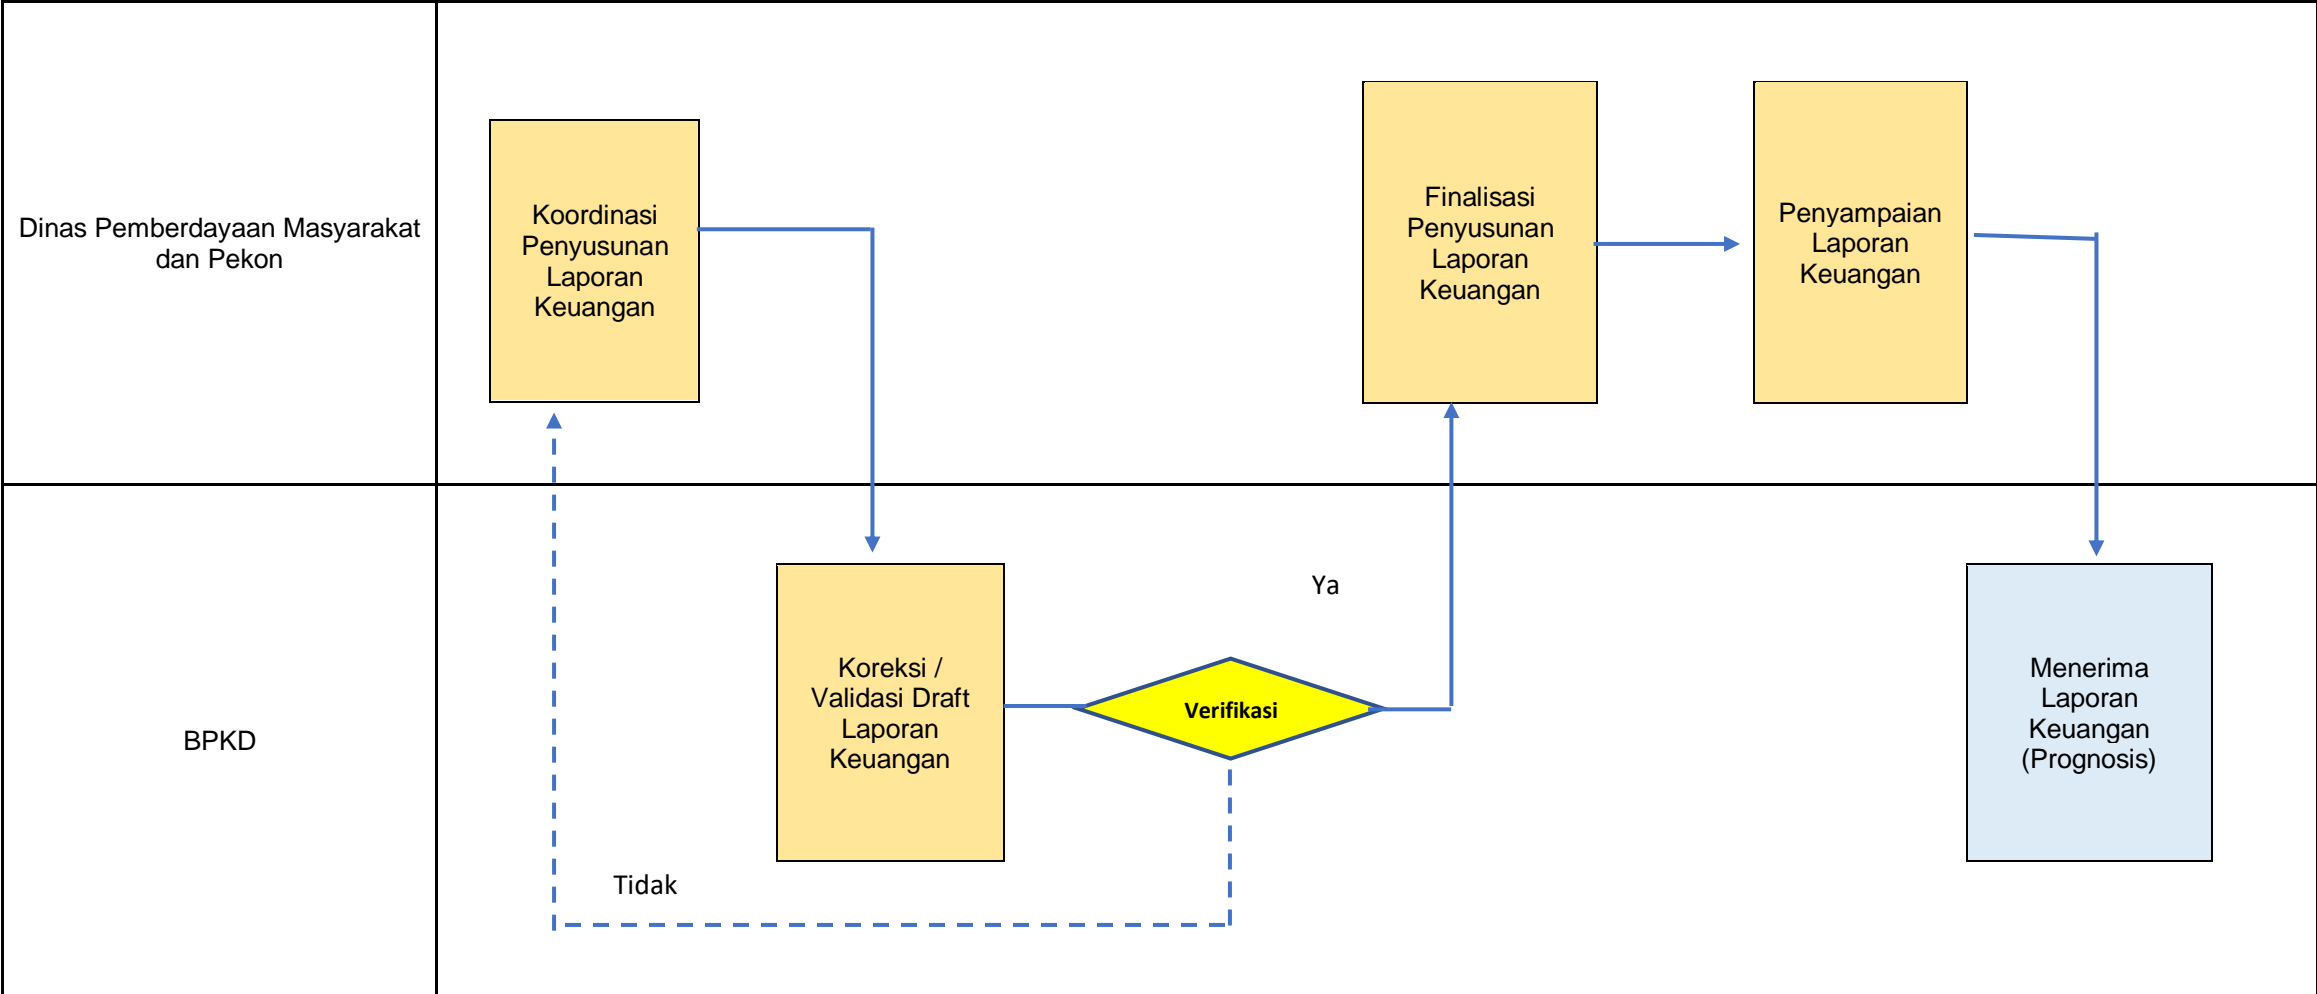 Dinas Pemberdayaan Masyarakat
dan Pekon
Koordinasi
Penyusunan
Laporan
Keuangan
Finalisasi
Penyusunan
Laporan
Keuangan
Penyampaian
Laporan
Keuangan
BPKD
Koreksi /
Validasi Draft
Laporan
Keuangan
Verifikasi
Ya
Tidak
Menerima
Laporan
Keuangan
(Prognosis)